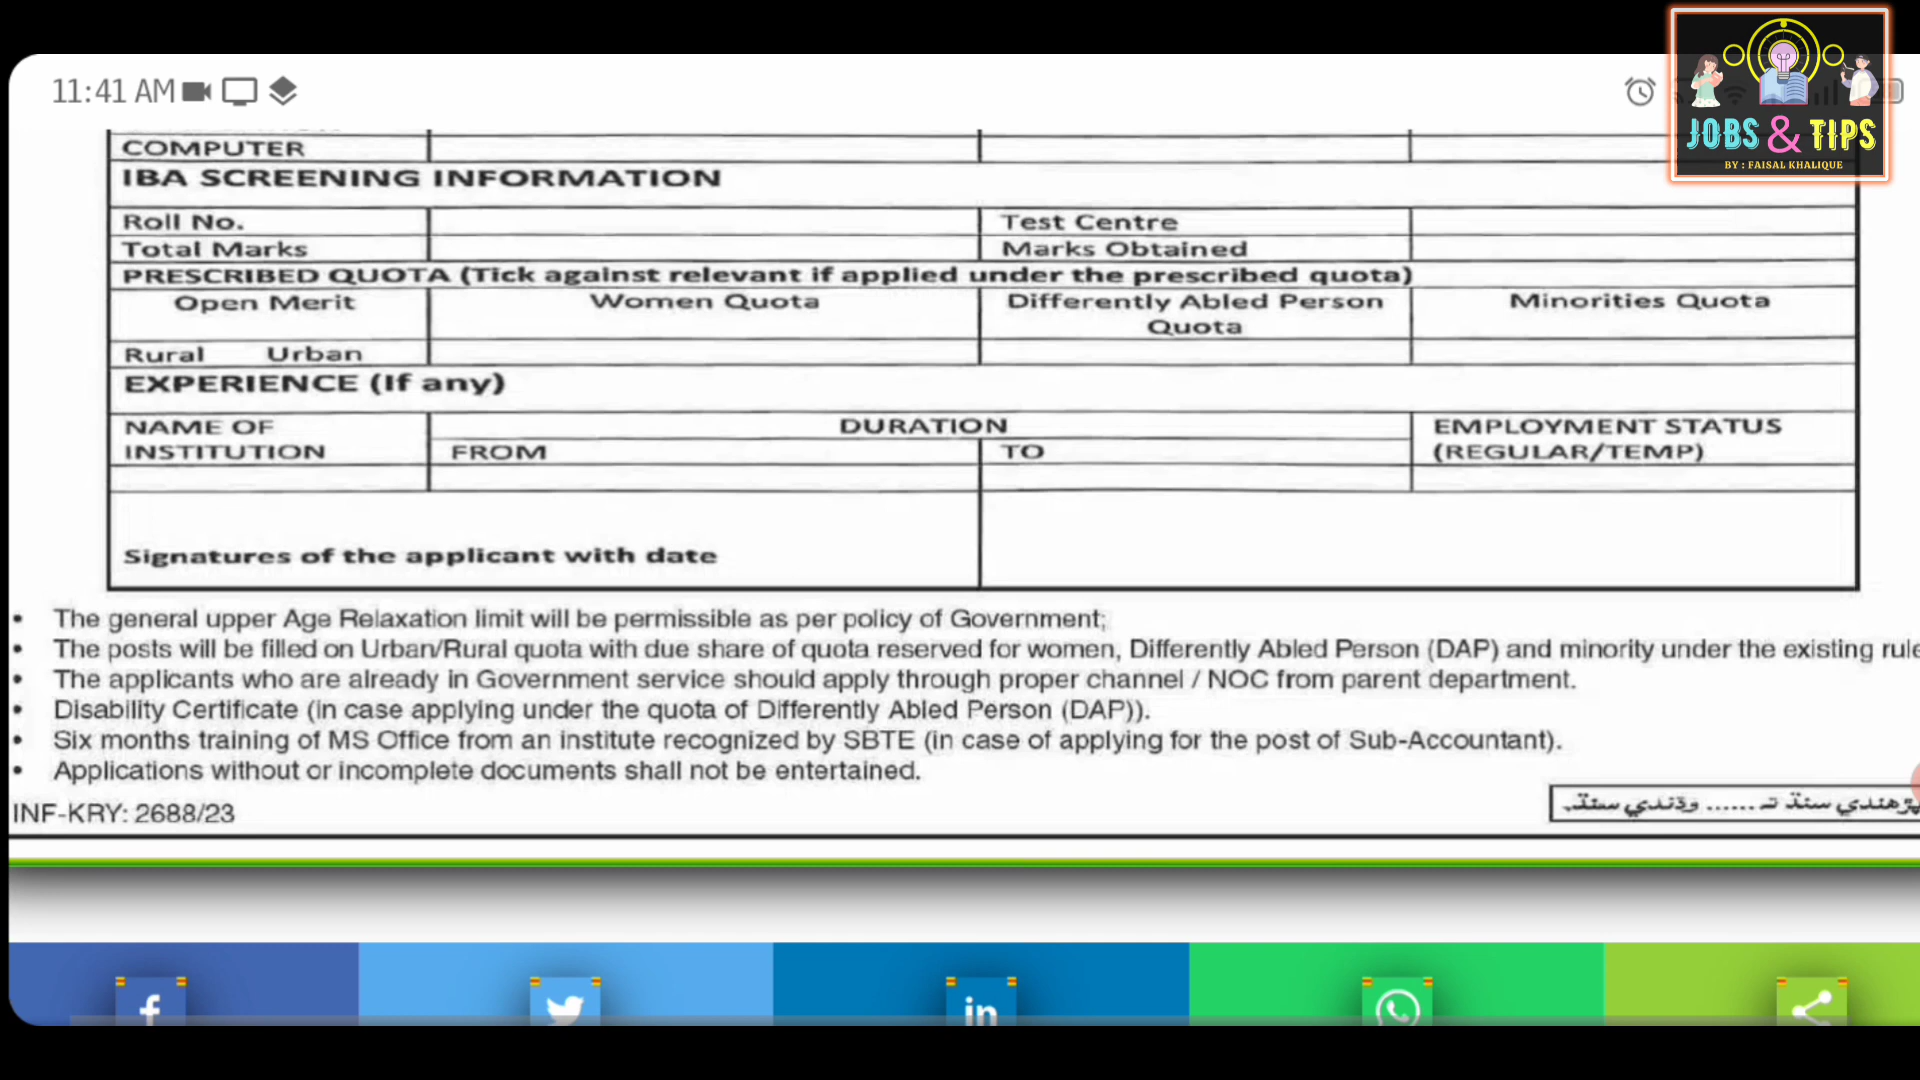 11:41 AM
JOBS & TIPS
BY : FAISAL KHALIQUE
COMPUTER
IBA SCREENING INFORMATION
Roll No. Test Centre
Total Marks Marks Obtained
PRESCRIBED QUOTA (Tick against relevant if applied under the prescribed quota)
Open Merit Women Quota Differently Abled Person Quota Minorities Quota
Rural Urban
EXPERIENCE (If any)
NAME OF INSTITUTION DURATION EMPLOYMENT STATUS (REGULAR/TEMP)
FROM TO
Signatures of the applicant with date
• The general upper Age Relaxation limit will be permissible as per policy of Government;
• The posts will be filled on Urban/Rural quota with due share of quota reserved for women, Differently Abled Person (DAP) and minority under the existing rule
• The applicants who are already in Government service should apply through proper channel / NOC from parent department.
• Disability Certificate (in case applying under the quota of Differently Abled Person (DAP)).
• Six months training of MS Office from an institute recognized by SBTE (in case of applying for the post of Sub-Accountant).
• Applications without or incomplete documents shall not be entertained.
INF-KRY: 2688/23
پڙهندي سنڌ تہ ...... وڌندي سنڌ.
f
in